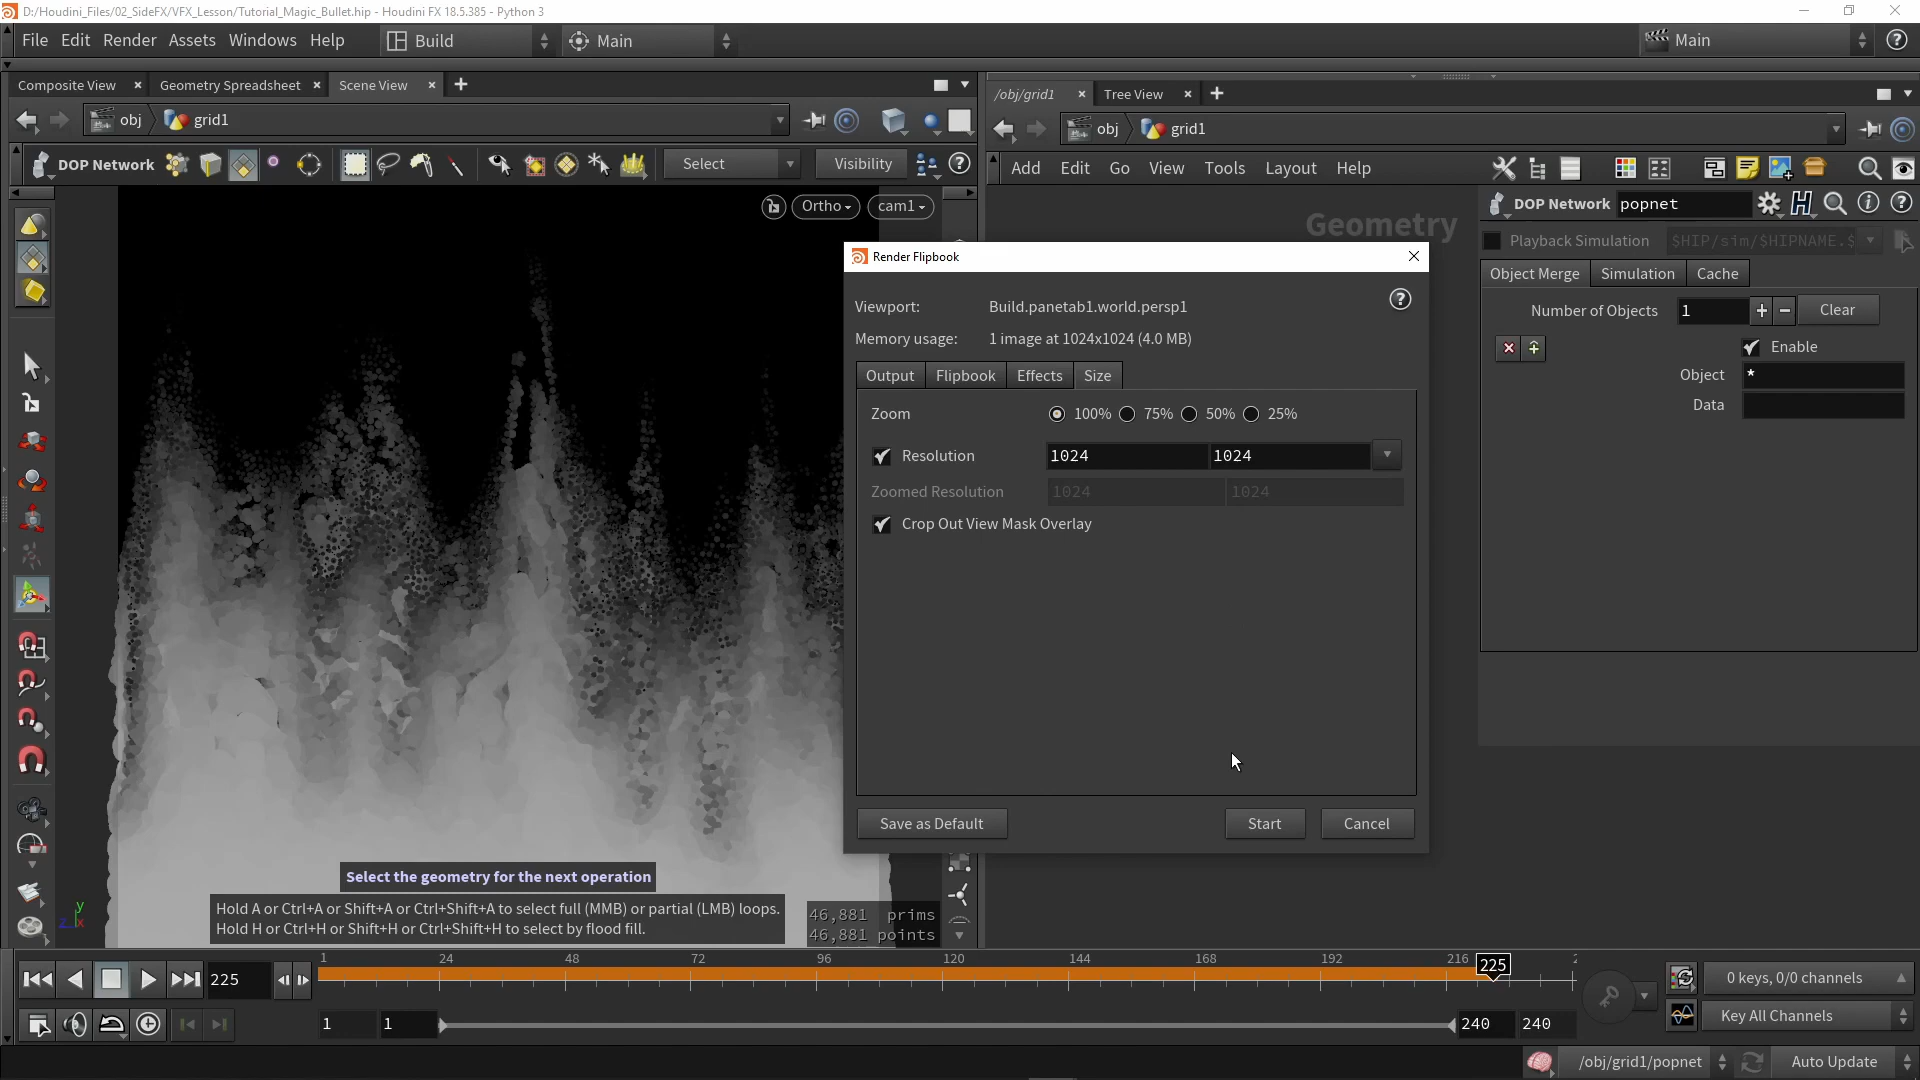 D:/Houdini_Files/02_SideFX/VFX_Lesson/Tutorial_Magic_Bullet.hip - Houdini FX 18.5.385 - Python 3
File Edit Render Assets Windows Help
Build
Main
Main
Composite View
Geometry Spreadsheet
Scene View
/obj/grid1
Tree View
obj
grid1
obj
grid1
DOP Network
Select
Visibility
Add Edit Go View Tools Layout Help
Ortho
cam1
Geometry
DOP Network
popnet
Playback Simulation
$HIP/sim/$HIPNAME.$
Object Merge
Simulation
Cache
Number of Objects
1
Clear
Enable
Object
*
Data
Render Flipbook
Viewport:
Build.panetab1.world.persp1
Memory usage:
1 image at 1024x1024 (4.0 MB)
Output
Flipbook
Effects
Size
Zoom
100%
75%
50%
25%
Resolution
1024
1024
Zoomed Resolution
1024
1024
Crop Out View Mask Overlay
Save as Default
Start
Cancel
Select the geometry for the next operation
Hold A or Ctrl+A or Shift+A or Ctrl+Shift+A to select full (MMB) or partial (LMB) loops.
Hold H or Ctrl+H or Shift+H or Ctrl+Shift+H to select by flood fill.
46,881 prims
46,881 points
z
y
x
225
1
24
48
72
96
120
144
168
192
216
225
0 keys, 0/0 channels
1
1
240
240
Key All Channels
/obj/grid1/popnet
Auto Update